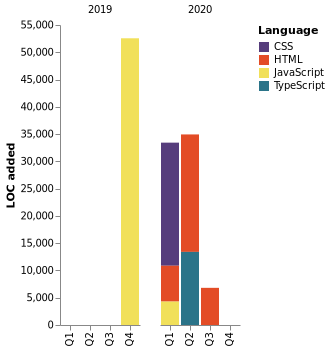 2019
2020
Language
CSS
HTML
JavaScript
TypeScript
LOC added
55,000
50,000
45,000
40,000
35,000
30,000
25,000
20,000
15,000
10,000
5,000
0
Q1
Q2
Q3
Q4
Q1
Q2
Q3
Q4